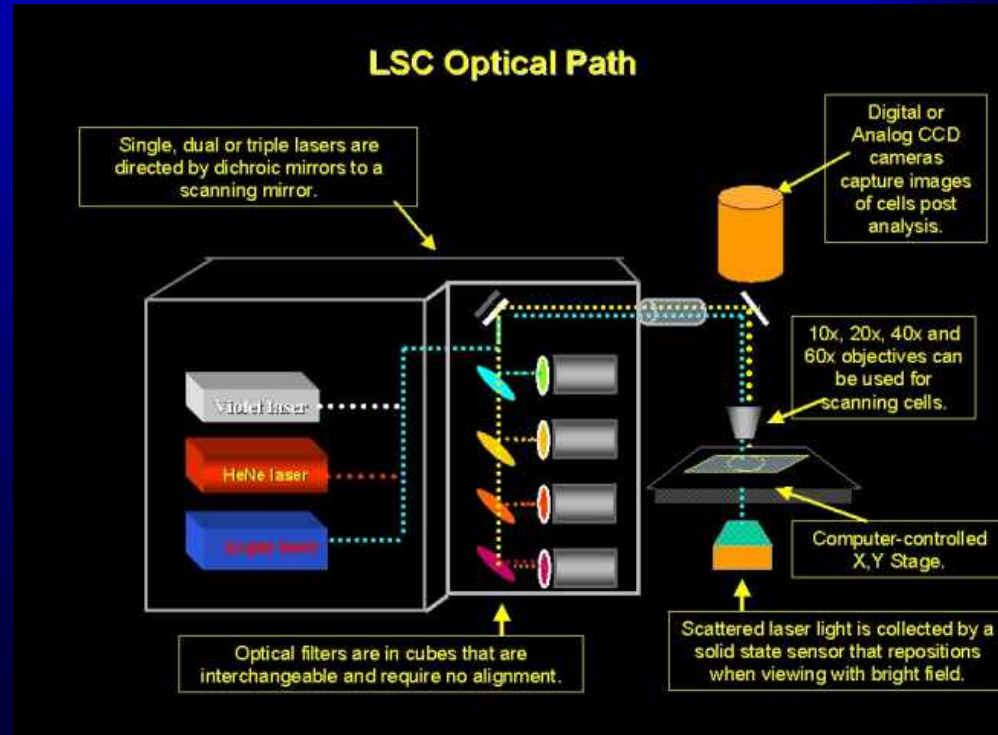 LSC Optical Path
Single, dual or triple lasers are
directed by dichroic mirrors to a
scanning mirror.
Digital or
Analog CCD
cameras
capture images
of cells post
analysis.
10x, 20x, 40x and
60x objectives can
be used for
scanning cells.
Violet laser
HeNe laser
laser
Computer-controlled
X,Y Stage.
Optical filters are in cubes that are
interchangeable and require no alignment.
Scattered laser light is collected by a
solid state sensor that repositions
when viewing with bright field.